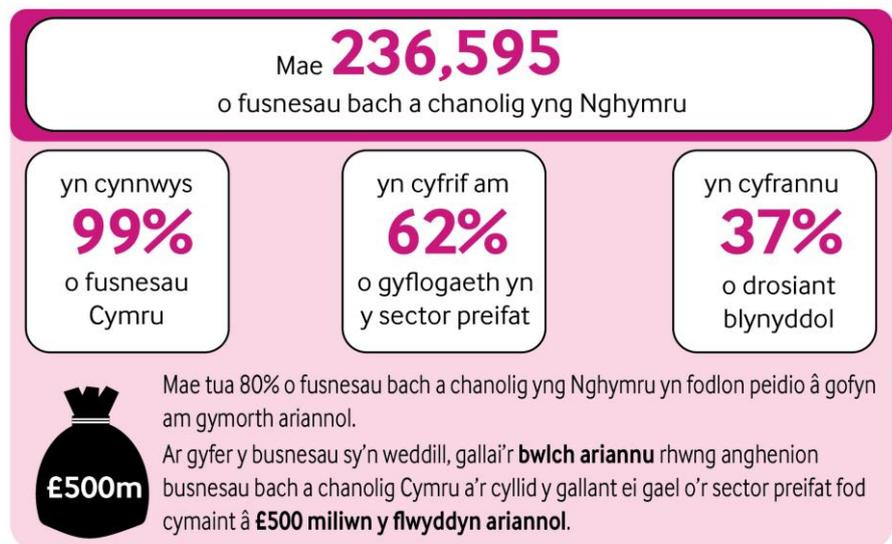 Mae 236,595
o fusnesau bach a chanolig yng Nghymru
yn cynnwys
99%
o fusnesau
Cymru
yn cyfrif am
62%
o gyflogaeth yn
y sector preifat
yn cyfrannu
37%
o drosiant
blynyddol
Mae tua 80% o fusnesau bach a chanolig yng Nghymru yn fodlon peidio â gofyn
am gymorth ariannol.
Ar gyfer y busnesau sy’n weddill, gallai’r bwlch ariannu rhwng anghenion
busnesau bach a chanolig Cymru a’r cyllid y gallant ei gael o’r sector preifat fod
cymaint â £500 miliwn y flwyddyn ariannol.
£500m